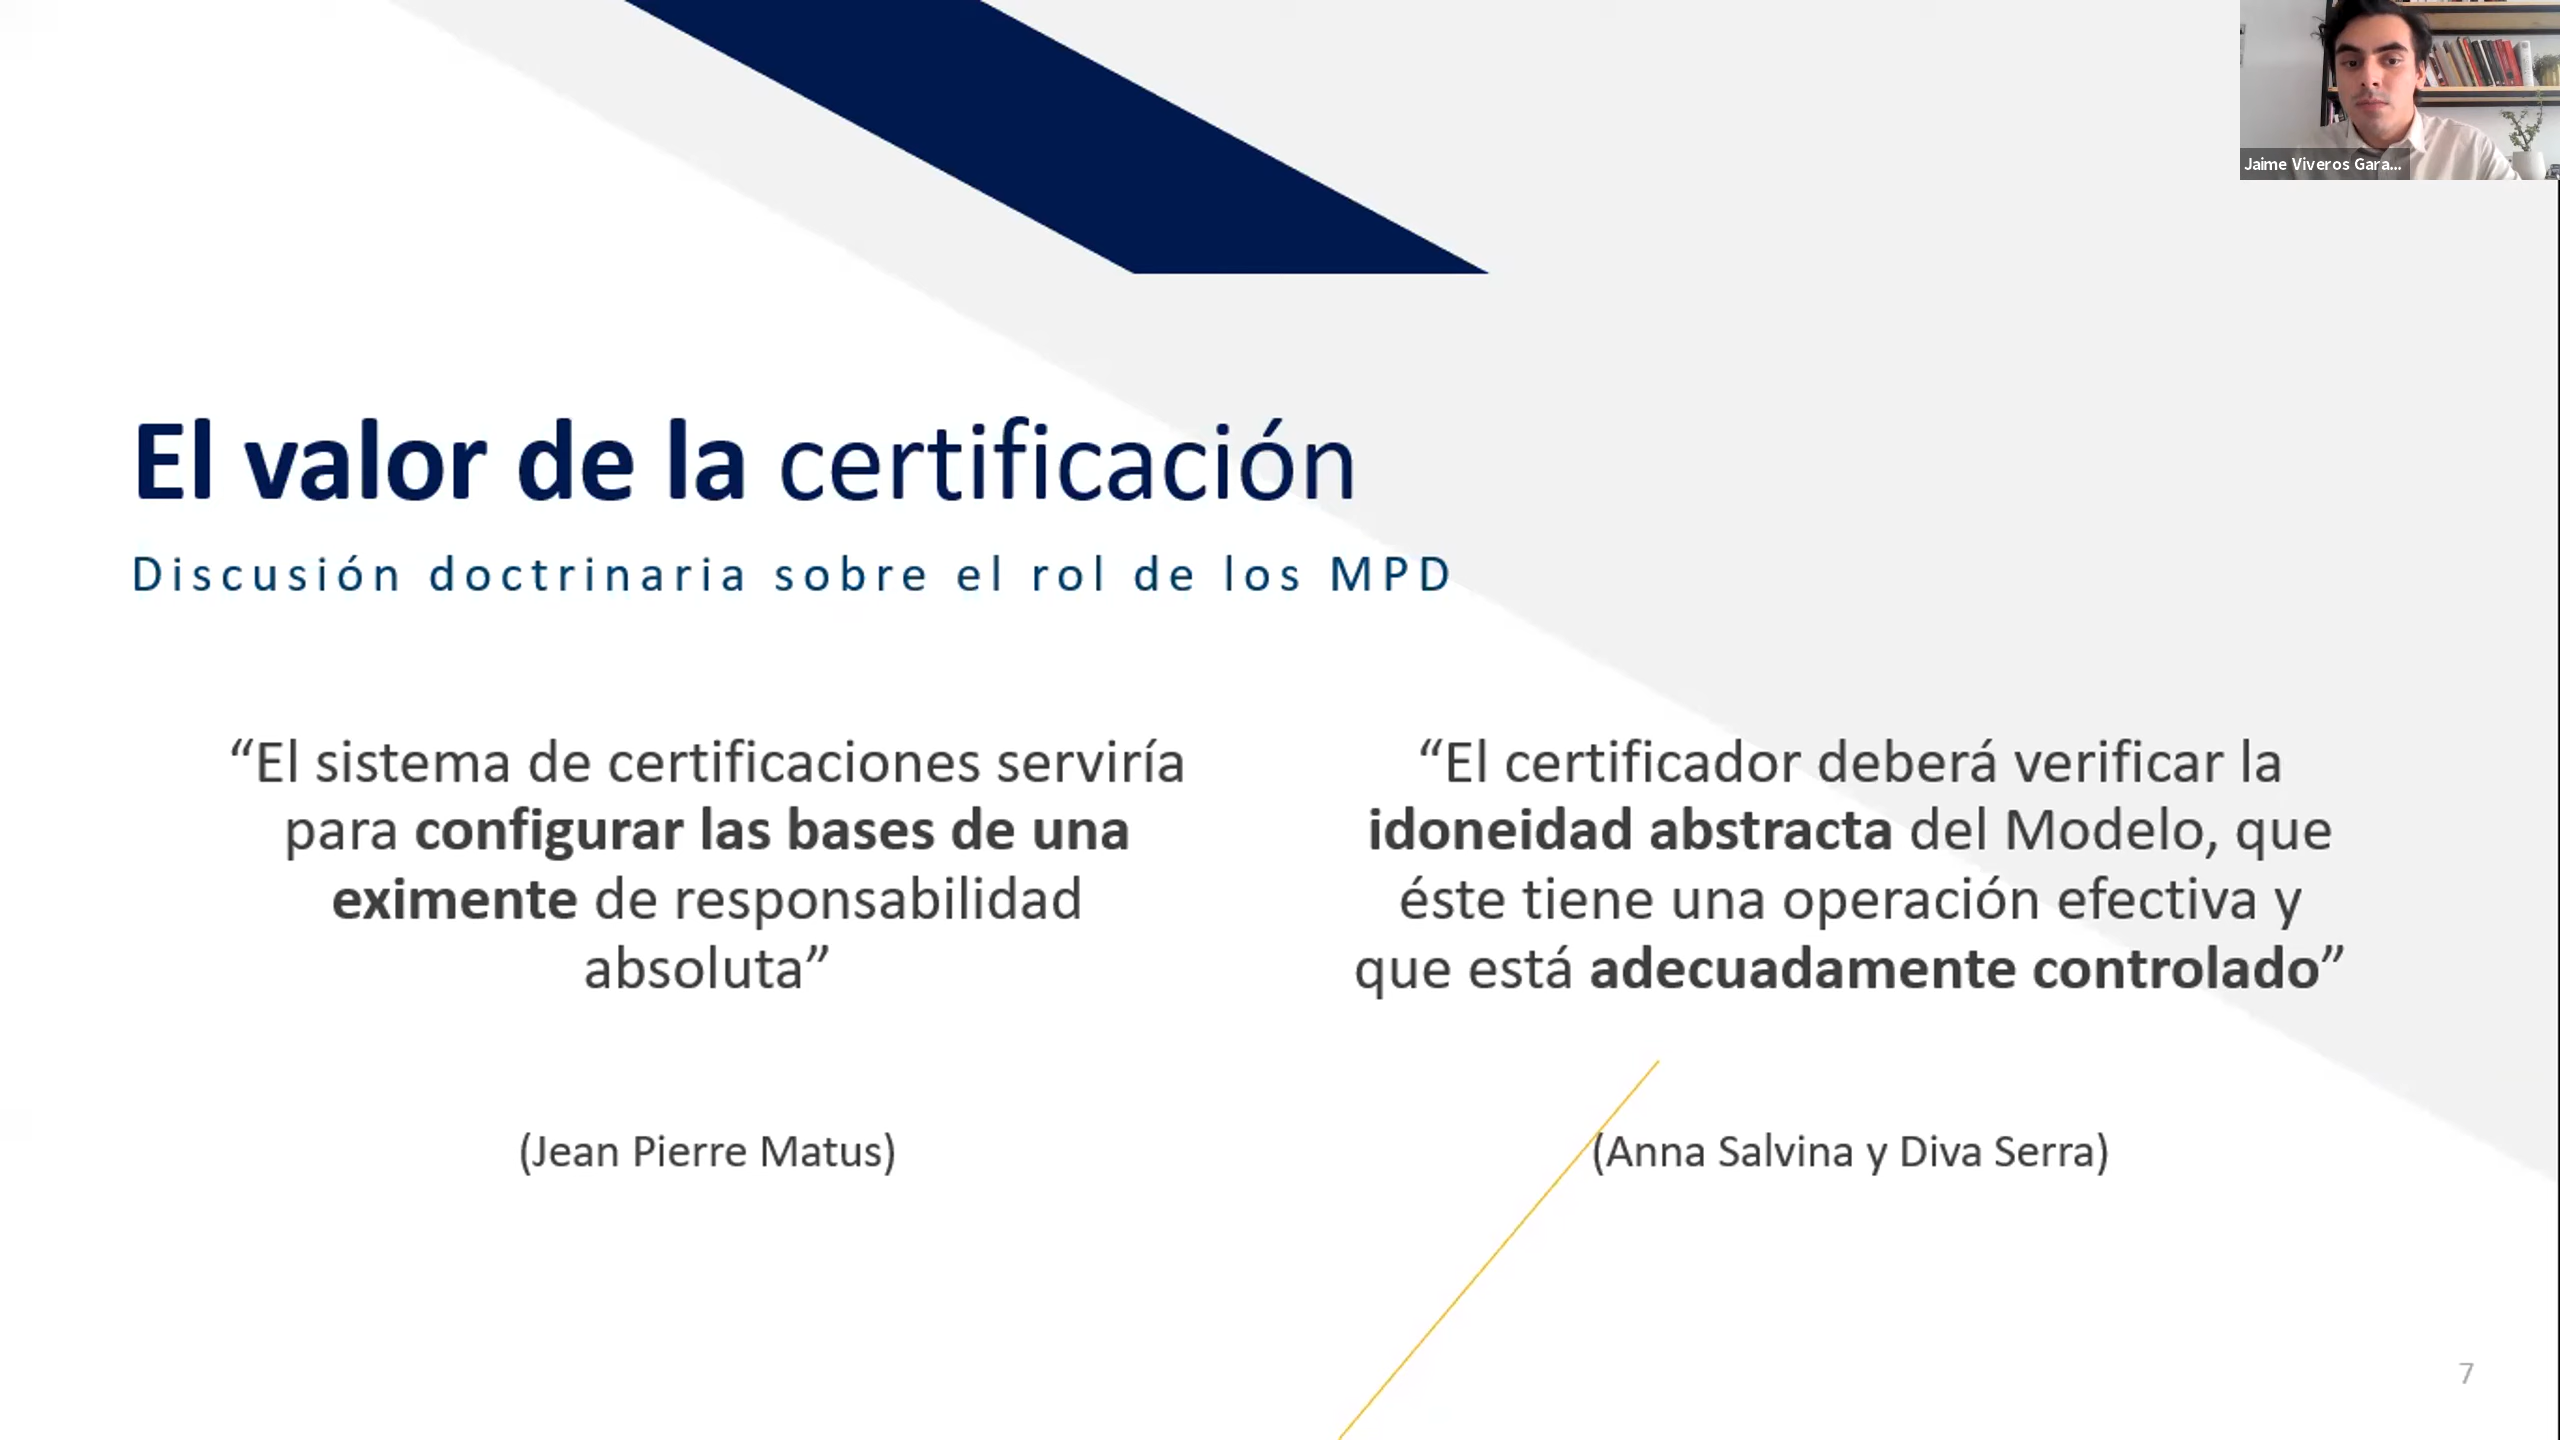 Jaime Viveros Gara...
El valor de la certificación
Discusión doctrinaria sobre el rol de los MPD
“El sistema de certificaciones serviría
para configurar las bases de una
eximente de responsabilidad
absoluta”
(Jean Pierre Matus)
“El certificador deberá verificar la
idoneidad abstracta del Modelo, que
éste tiene una operación efectiva y
que está adecuadamente controlado”
(Anna Salvina y Diva Serra)
7